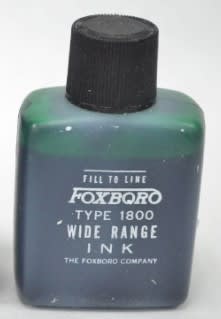 FILL TO LINE
FOXBORO
TYPE 1800
WIDE RANGE
INK
THE FOXBORO COMPANY